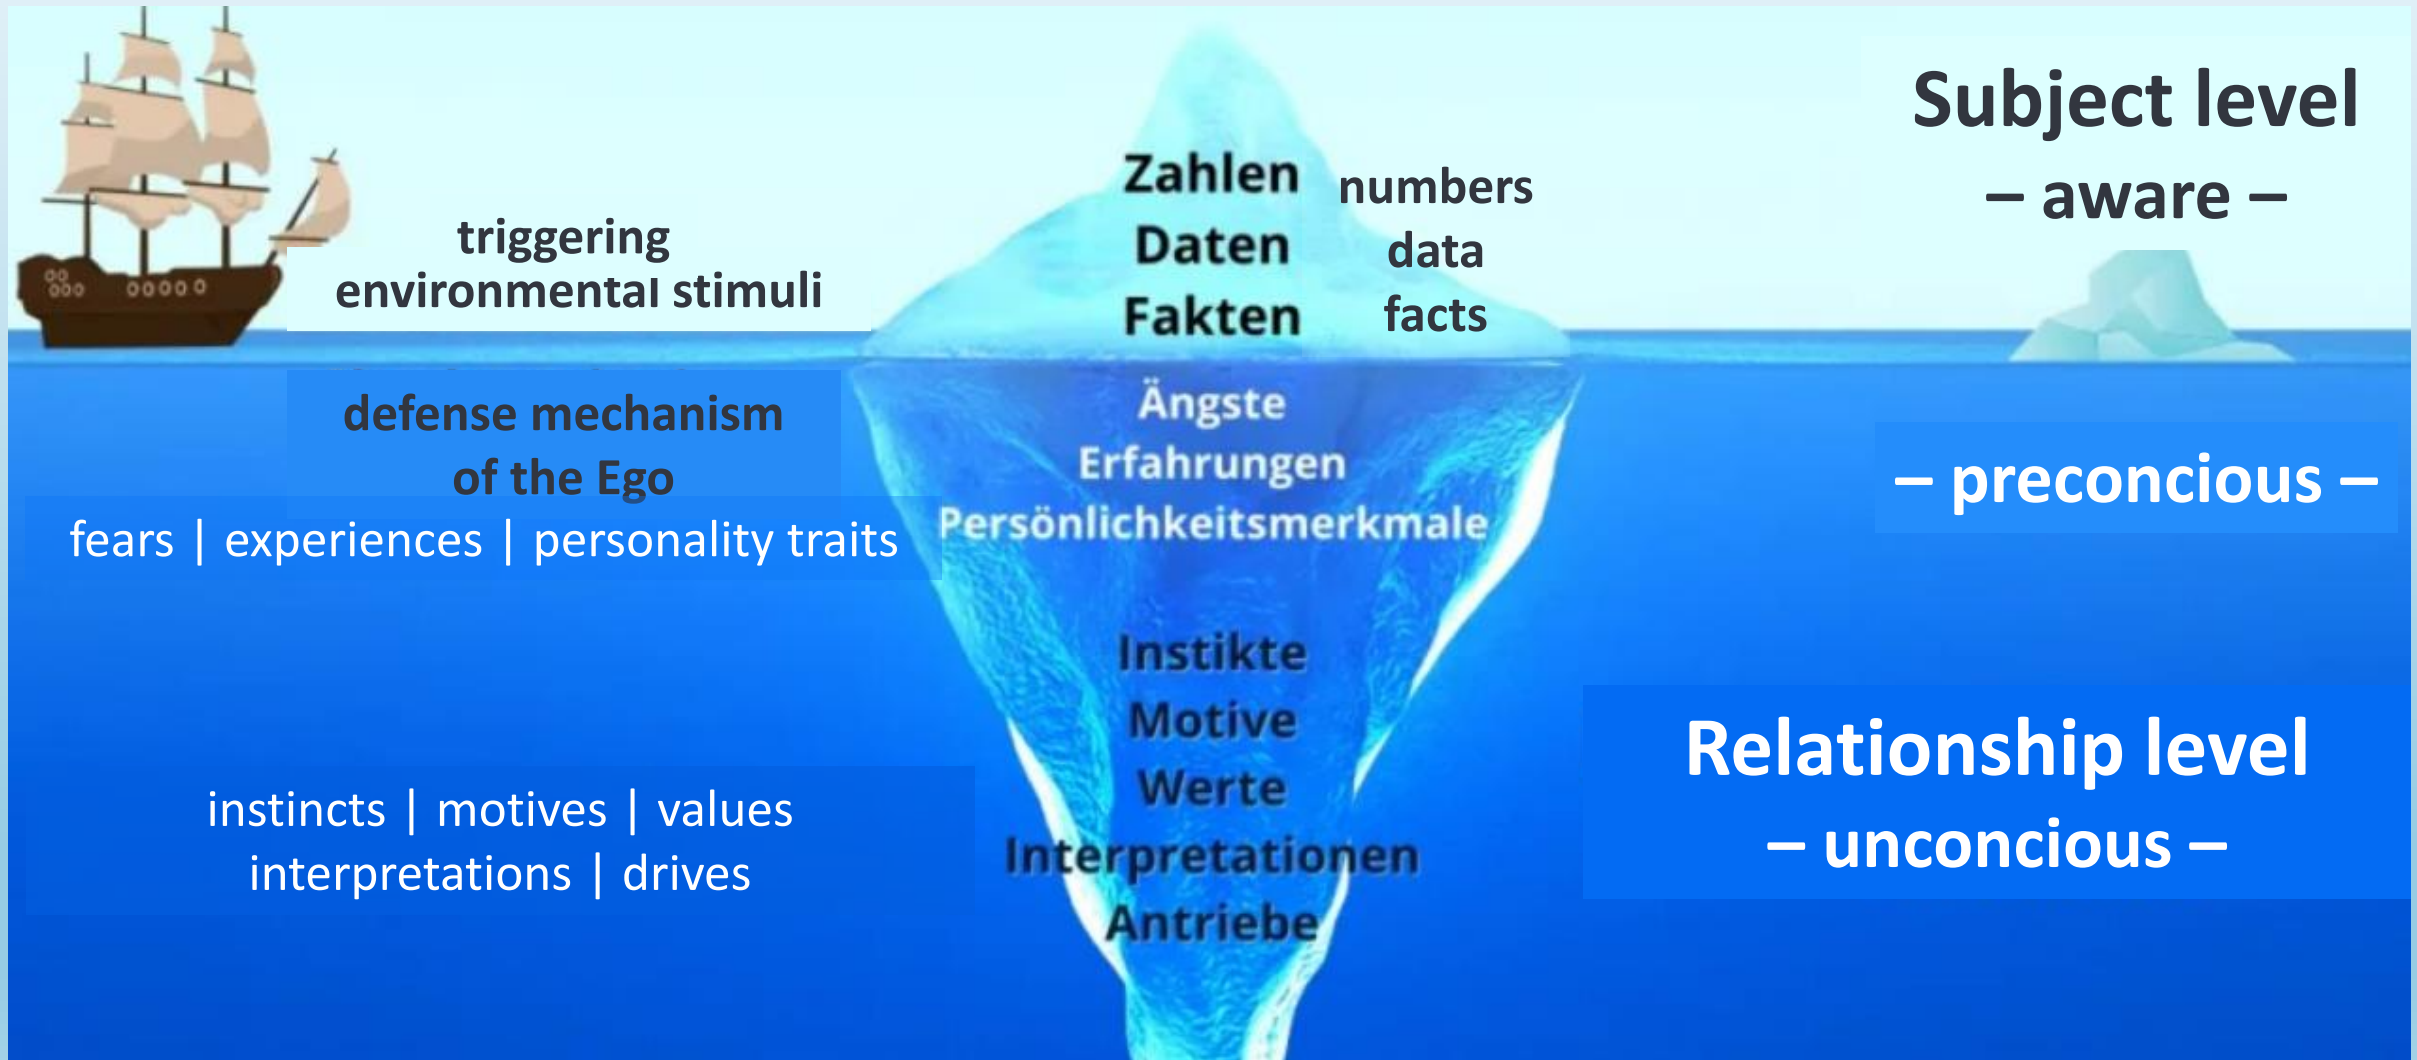 Subject level
– aware –
triggering
environmental stimuli
Zahlen
Daten
Fakten
numbers
data
facts
defense mechanism
of the Ego
fears | experiences | personality traits
Ängste
Erfahrungen
Persönlichkeitsmerkmale
– preconcious –
Instikte
Motive
Werte
Interpretationen
Antriebe
instincts | motives | values
interpretations | drives
Relationship level
– unconcious –